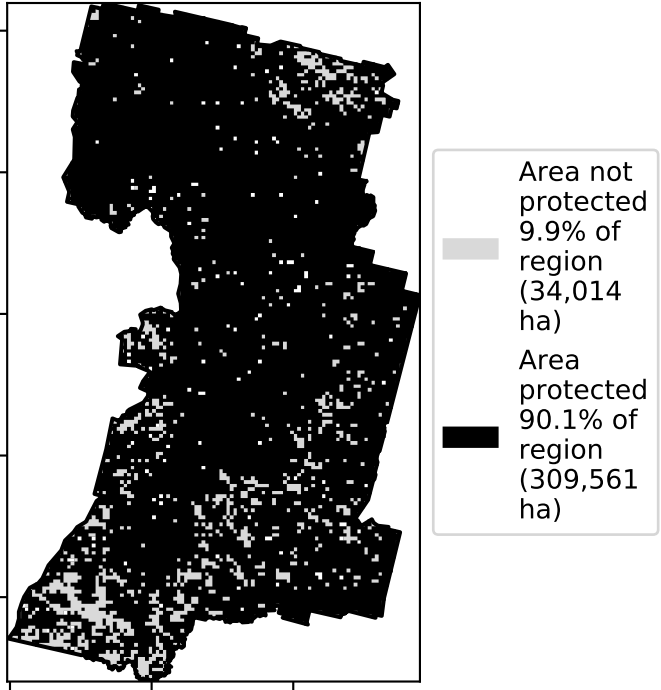 Area not
protected
9.9% of
region
(34,014
ha)
Area
protected
90.1% of
region
(309,561
ha)